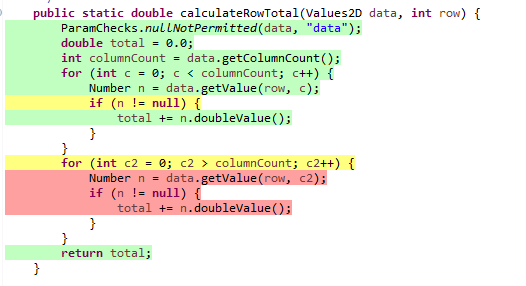 public static double calculateRowTotal(Values2D data, int row) {
ParamChecks.nullNotPermitted(data, "data");
double total = 0.0;
int columnCount = data.getColumnCount();
for (int c = 0; c < columnCount; c++) {
Number n = data.getValue(row, c);
if (n != null) {
total += n.doubleValue();
}
}
for (int c2 = 0; c2 > columnCount; c2++) {
Number n = data.getValue(row, c2);
if (n != null) {
total += n.doubleValue();
}
}
return total;
}